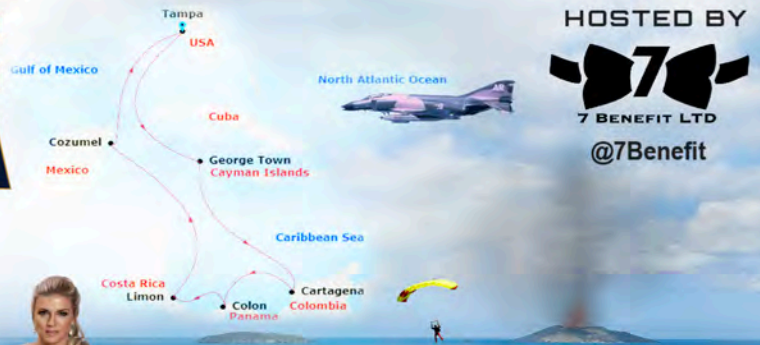 Tampa
USA
Gulf of Mexico
North Atlantic Ocean
Cuba
Cozumel
Mexico
George Town
Cayman Islands
Caribbean Sea
Costa Rica
Limon
Colon
Panama
Cartagena
Colombia
AR
HOSTED BY
7
7 BENEFIT LTD
@7Benefit